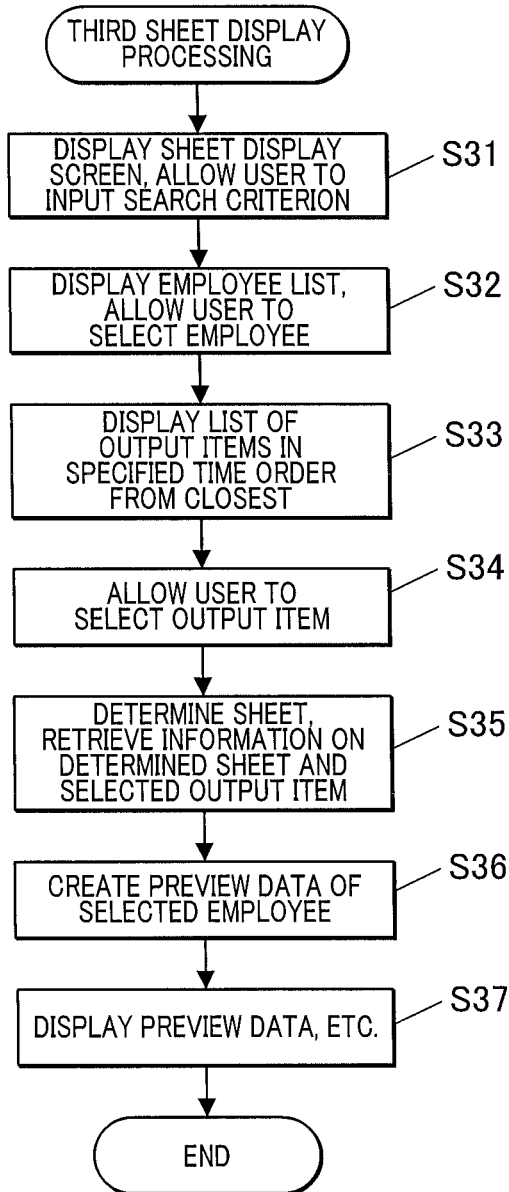 THIRD SHEET DISPLAY
PROCESSING
DISPLAY SHEET DISPLAY
SCREEN, ALLOW USER TO
INPUT SEARCH CRITERION
S31
DISPLAY EMPLOYEE LIST,
ALLOW USER TO
SELECT EMPLOYEE
S32
DISPLAY LIST OF
OUTPUT ITEMS IN
SPECIFIED TIME ORDER
FROM CLOSEST
S33
ALLOW USER TO
SELECT OUTPUT ITEM
S34
DETERMINE SHEET,
RETRIEVE INFORMATION ON
DETERMINED SHEET AND
SELECTED OUTPUT ITEM
S35
CREATE PREVIEW DATA OF
SELECTED EMPLOYEE
S36
DISPLAY PREVIEW DATA, ETC.
S37
END